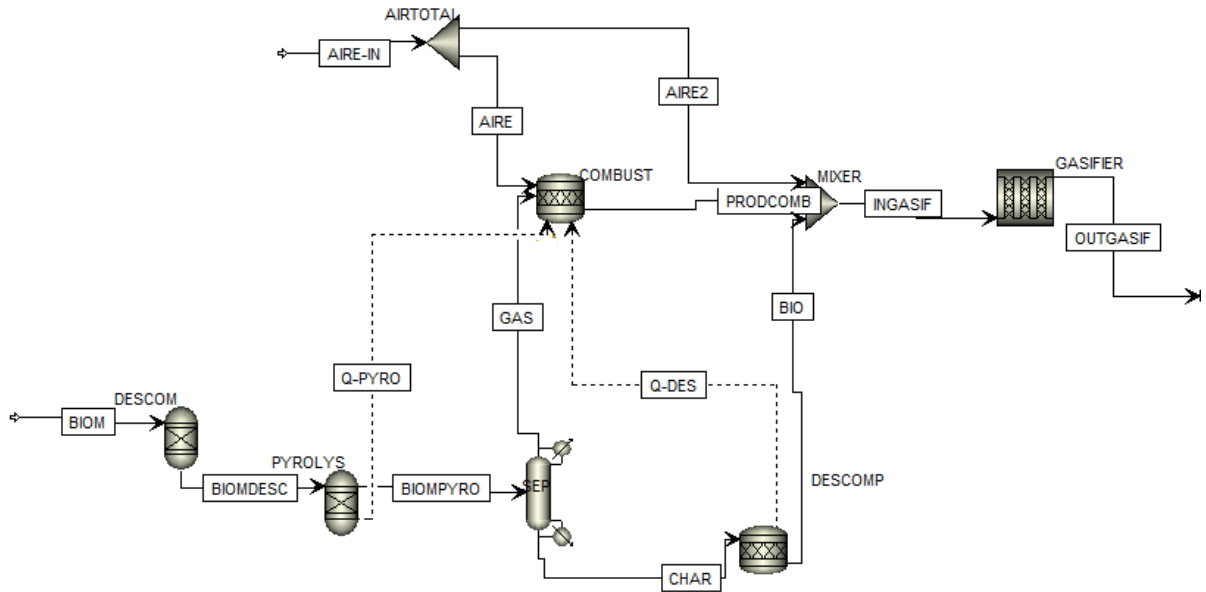 AIRTOTAL
AIRE-IN
AIRE2
AIRE
COMBUST
MIXER
GASIFIER
PRODCOMB
INGASIF
OUTGASIF
GAS
BIO
Q-PYRO
Q-DES
DESCOM
BIOM
PYROLYS
BIOMDESC
BIOMPYRO
SEP
DESCOMP
CHAR